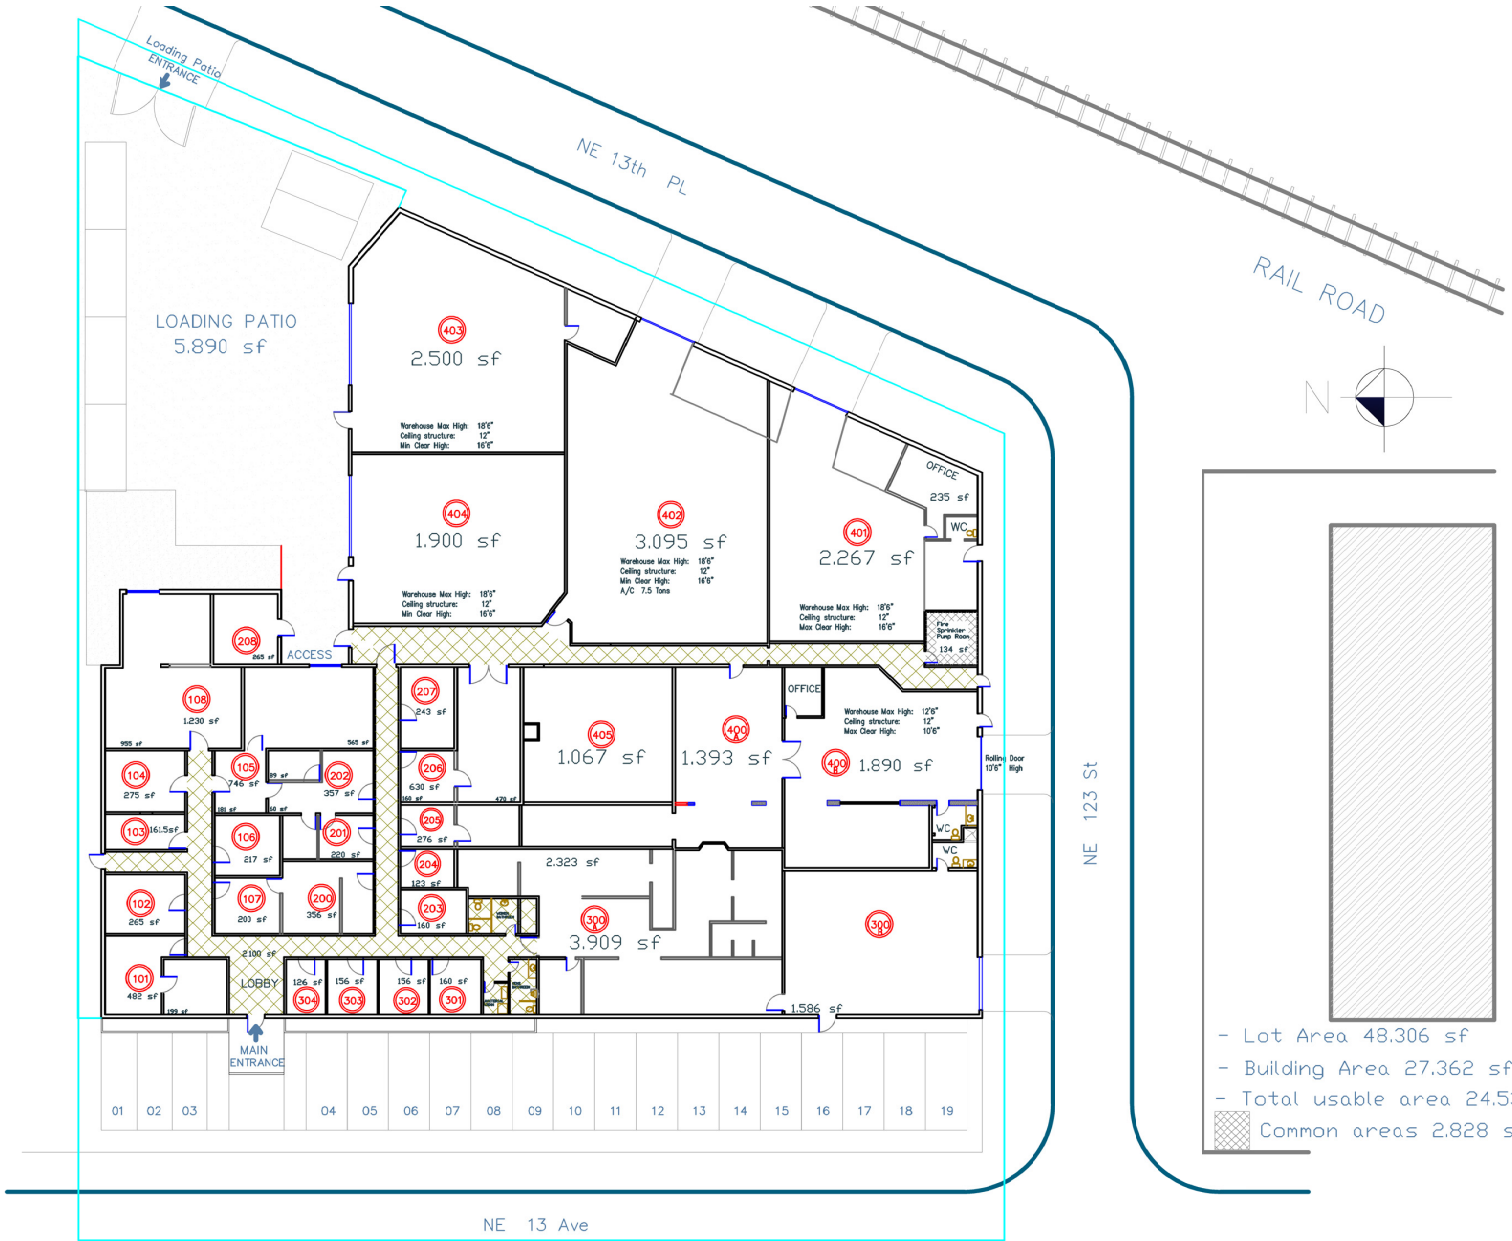 Loading Patio
ENTRANCE
NE 13th PL
RAIL ROAD
N
LOADING PATIO
5.890 sf
403
2.500 sf
Warehouse Max High: 18'6"
Ceiling structure: 12"
Min Clear High: 16'6"
404
1.900 sf
Warehouse Max High: 18'6"
Ceiling structure: 12'
Min Clear High: 16'6"
402
3.095 sf
Warehouse Max High: 18'6"
Ceiling structure: 12"
Min Clear High: 16'6"
A/C 7.5 Tons
401
2.267 sf
Warehouse Max High: 18'6"
Ceiling structure: 12"
Max Clear High: 16'6"
OFFICE
235 sf
WC
Fire
Sprinkler
Pump Room
134 sf
208
265 sf
ACCESS
108
1.230 sf
955 sf
565 sf
207
243 sf
405
1.067 sf
400
A
1.393 sf
OFFICE
Warehouse Max High: 12'6"
Ceiling structure: 12"
Max Clear High: 10'6"
400
B
1.890 sf
Rolling Door
10'6" High
104
275 sf
105
746 sf
181 sf
89 sf
60 sf
202
357 sf
206
630 sf
160 sf
470 sf
103
161.5sf
106
217 sf
201
220 sf
205
276 sf
204
123 sf
2.323 sf
WC
WC
102
265 sf
107
200 sf
200
356 sf
203
160 sf
300
A
3.909 sf
300
B
1.586 sf
101
482 sf
199 sf
2100 sf
LOBBY
126 sf
304
156 sf
303
156 sf
302
160 sf
301
MAIN
ENTRANCE
01 02 03 04 05 06 07 08 09 10 11 12 13 14 15 16 17 18 19
NE 13 Ave
NE 123 St
- Lot Area 48.306 sf
- Building Area 27.362 sf
- Total usable area 24.5
Common areas 2.828 s